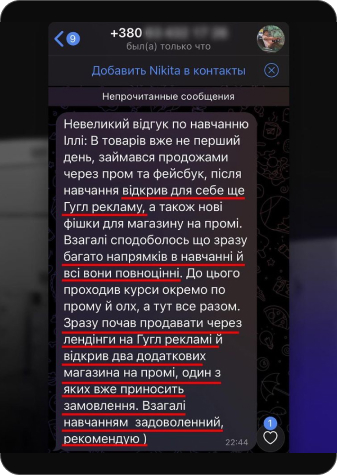 9
+380
был(а) только что
Добавить Nikita в контакты
Непрочитанные сообщения
Невеликий відгук по навчанню
Іллі: В товарів вже не перший
день, займався продожами
через пром та фейсбук, після
навчання відкрив для себе ще
Гугл рекламу, а також нові
фішки для магазину на промі.
Взагалі сподобалось що зразу
багато напрямків в навчанні й
всі вони повноцінні. До цього
проходив курси окремо по
прому й олх, а тут все разом.
Зразу почав продавати через
лендінги на Гугл рекламі й
відкрив два додаткових
магазина на промі, один з
яких вже приносить
замовлення. Взагалі
навчанням задоволенний,
рекомендую )
22:44
1